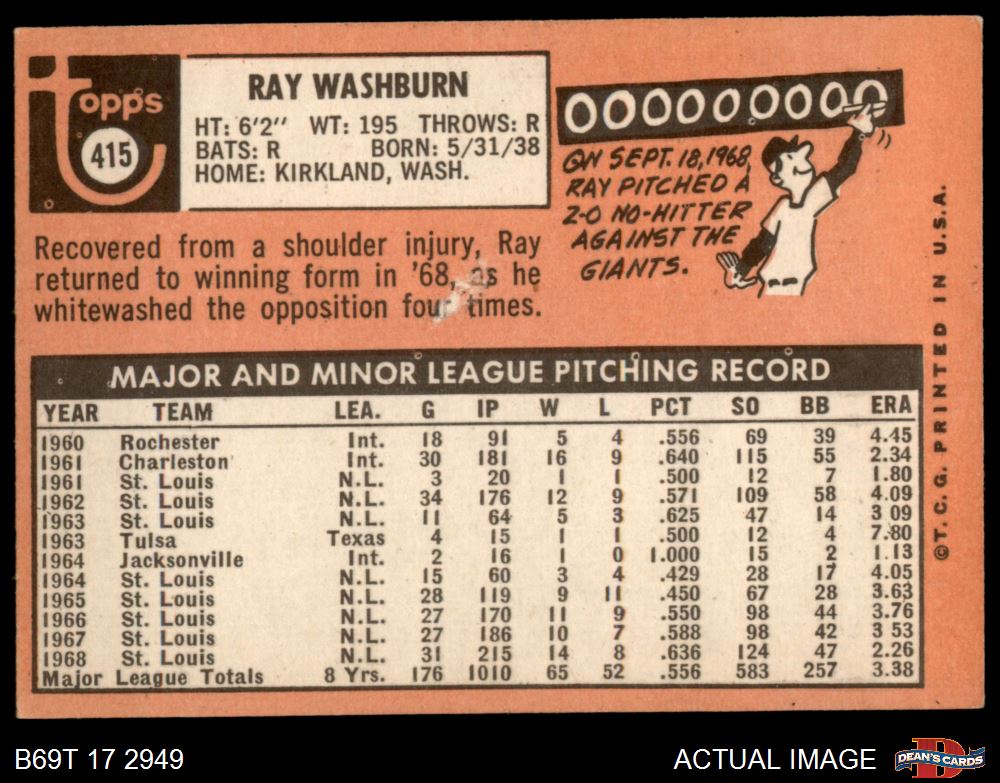 topps
415
RAY WASHBURN
HT: 6'2" WT: 195 THROWS: R
BATS: R BORN: 5/31/38
HOME: KIRKLAND, WASH.
000000000
ON SEPT. 18, 1968,
RAY PITCHED A
2-0 NO-HITTER
AGAINST THE
GIANTS.
Recovered from a shoulder injury, Ray
returned to winning form in '68, as he
whitewashed the opposition four times.
MAJOR AND MINOR LEAGUE PITCHING RECORD
YEAR TEAM LEA. G IP W L PCT SO BB ERA
1960 Rochester Int. 18 91 5 4 .556 69 39 4.45
1961 Charleston Int. 30 181 16 9 .640 115 55 2.34
1961 St. Louis N.L. 3 20 1 1 .500 12 7 1.80
1962 St. Louis N.L. 34 176 12 9 .571 109 58 4.09
1963 St. Louis N.L. 11 64 5 3 .625 47 14 3 09
1963 Tulsa Texas 4 15 1 1 .500 12 4 7.80
1964 Jacksonville Int. 2 16 1 0 1.000 15 2 1.13
1964 St. Louis N.L. 15 60 3 4 .429 28 17 4.05
1965 St. Louis N.L. 28 119 9 11 .450 67 28 3.63
1966 St. Louis N.L. 27 170 11 9 .550 98 44 3.76
1967 St. Louis N.L. 27 186 10 7 .588 98 42 3 53
1968 St. Louis N.L. 31 215 14 8 .636 124 47 2.26
Major League Totals 8 Yrs. 176 1010 65 52 .556 583 257 3.38
©T. C. G. PRINTED IN U.S.A.
B69T 17 2949
ACTUAL IMAGE
D
DEAN'S CARDS